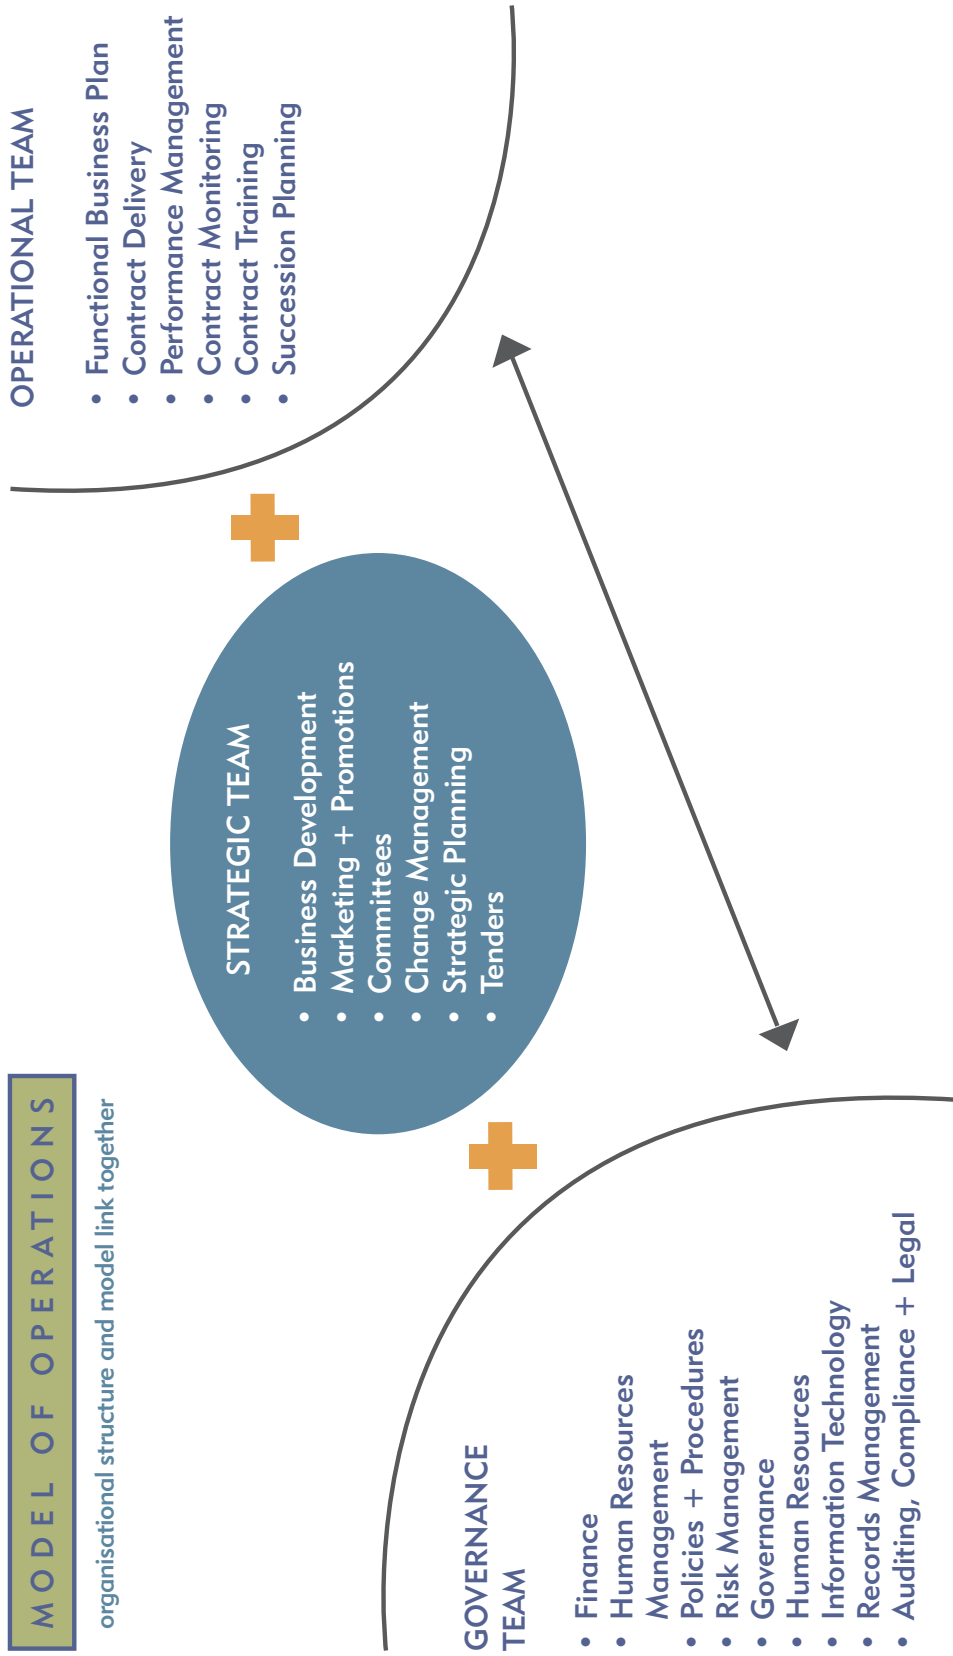 MODEL OF OPERATIONS
organisational structure and model link together
GOVERNANCE
TEAM
• Finance
• Human Resources
Management
• Policies + Procedures
• Risk Management
• Governance
• Human Resources
• Information Technology
• Records Management
• Auditing, Compliance + Legal
STRATEGIC TEAM
• Business Development
• Marketing + Promotions
• Committees
• Change Management
• Strategic Planning
• Tenders
OPERATIONAL TEAM
• Functional Business Plan
• Contract Delivery
• Performance Management
• Contract Monitoring
• Contract Training
• Succession Planning